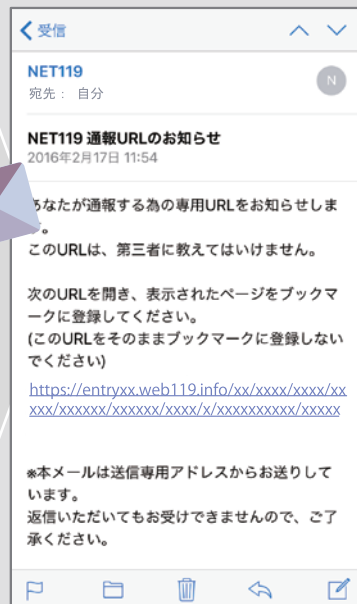 受信
NET119
N
宛先： 自分
NET119 通報URLのお知らせ
2016年2月17日 11:54
あなたが通報する為の専用URLをお知らせしま
す。
このURLは、第三者に教えてはいけません。
次のURLを開き、表示されたページをブックマ
ークに登録してください。
(このURLをそのままブックマークに登録しない
でください)
https://entryxx.web119.info/xx/xxxx/xxxx/xx
xxx/xxxxxx/xxxxxx/xxxx/x/xxxxxxxxxx/xxxxx
※本メールは送信専用アドレスからお送りして
います。
返信いただいてもお受けできませんので、ご了
承ください。